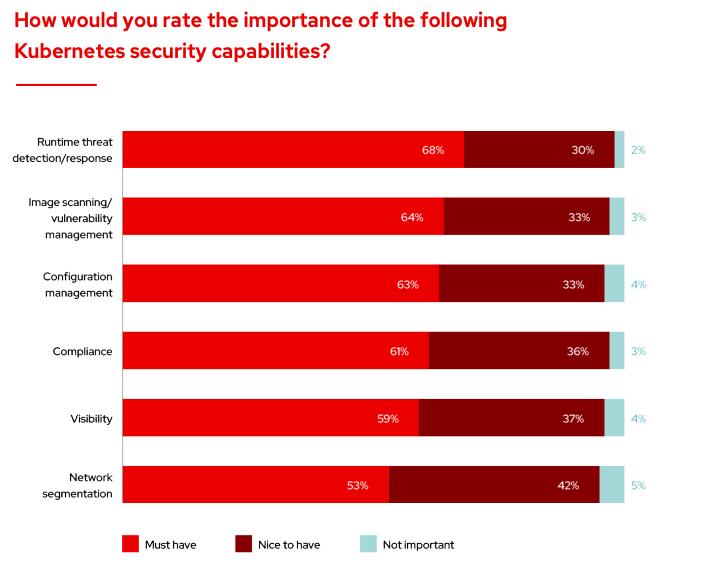 How would you rate the importance of the following
Kubernetes security capabilities?
Runtime threat
detection/response
68%
30%
2%
Image scanning/
vulnerability
management
64%
33%
3%
Configuration
management
63%
33%
4%
Compliance
61%
36%
3%
Visibility
59%
37%
4%
Network
segmentation
53%
42%
5%
Must have
Nice to have
Not important